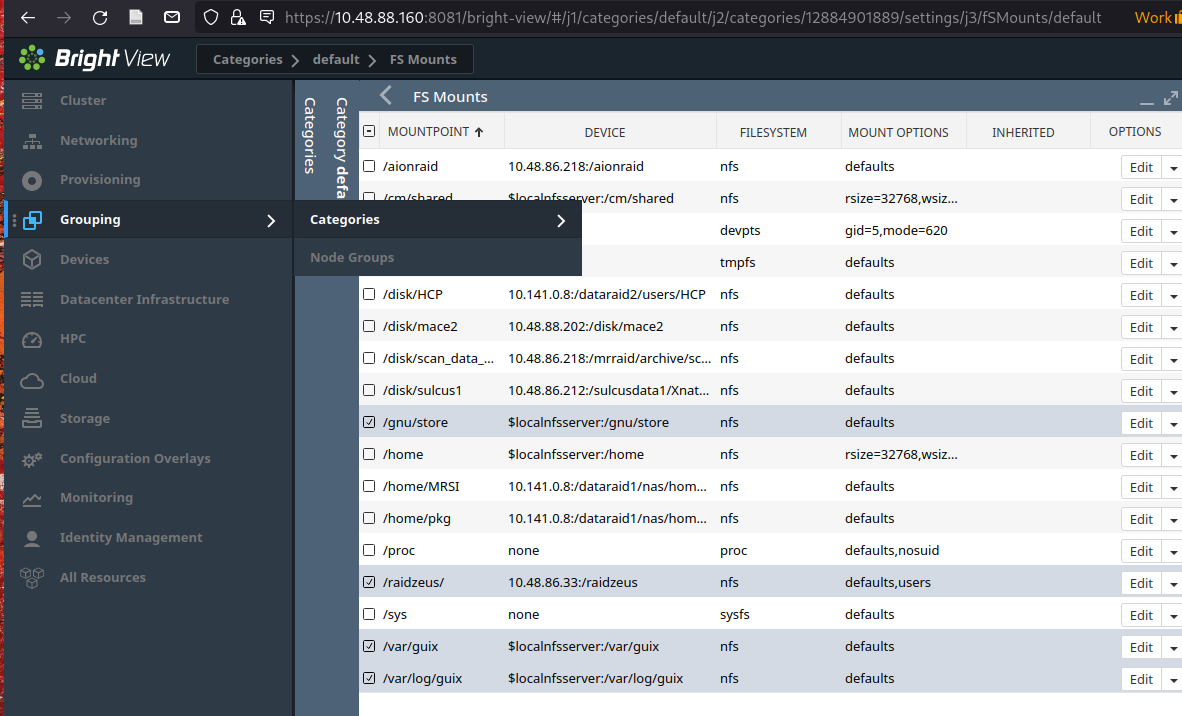 https://10.48.88.160:8081/bright-view/#/j1/categories/default/j2/categories/12884901889/settings/j3/fSMounts/default Work
Bright View Categories default FS Mounts
Cluster
Networking
Provisioning
Grouping
Devices
Datacenter Infrastructure
HPC
Cloud
Storage
Configuration Overlays
Monitoring
Identity Management
All Resources
Categories
Category defa
Categories
Node Groups
FS Mounts
MOUNTPOINT DEVICE FILESYSTEM MOUNT OPTIONS INHERITED OPTIONS
/aionraid 10.48.86.218:/aionraid nfs defaults Edit
/cm/shared $localnfsserver:/cm/shared nfs rsize=32768,wsiz... Edit
devpts gid=5,mode=620 Edit
tmpfs defaults Edit
/disk/HCP 10.141.0.8:/dataraid2/users/HCP nfs defaults Edit
/disk/mace2 10.48.88.202:/disk/mace2 nfs defaults Edit
/disk/scan_data_... 10.48.86.218:/mrraid/archive/sc... nfs defaults Edit
/disk/sulcus1 10.48.86.212:/sulcusdata1/Xnat... nfs defaults Edit
/gnu/store $localnfsserver:/gnu/store nfs defaults Edit
/home $localnfsserver:/home nfs rsize=32768,wsiz... Edit
/home/MRSI 10.141.0.8:/dataraid1/nas/hom... nfs defaults Edit
/home/pkg 10.141.0.8:/dataraid1/nas/hom... nfs defaults Edit
/proc none proc defaults,nosuid Edit
/raidzeus/ 10.48.86.33:/raidzeus nfs defaults,users Edit
/sys none sysfs defaults Edit
/var/guix $localnfsserver:/var/guix nfs defaults Edit
/var/log/guix $localnfsserver:/var/log/guix nfs defaults Edit